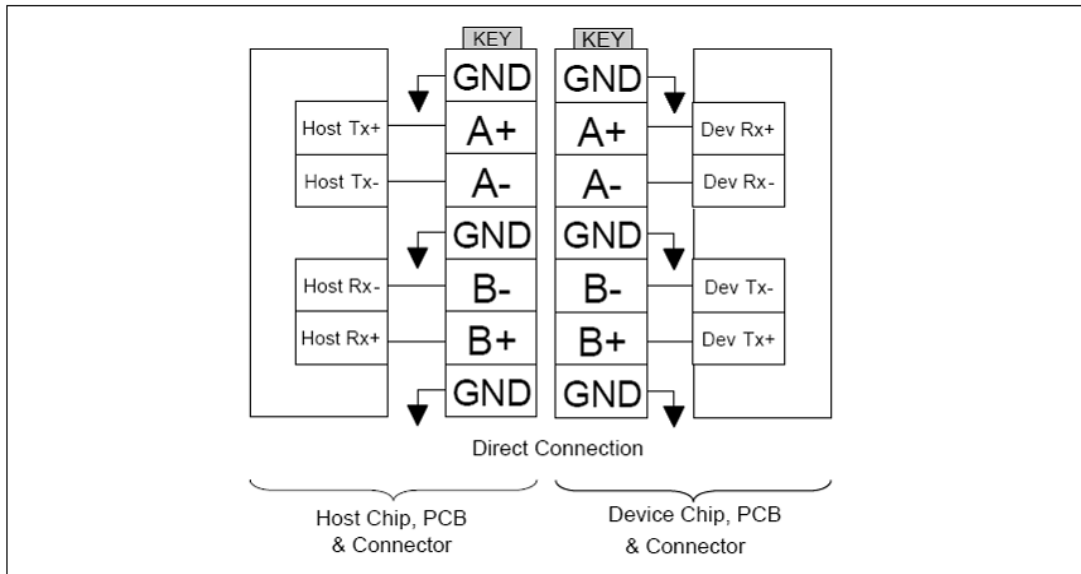 KEY KEY
GND GND
Host Tx+ A+ A+ Dev Rx+
Host Tx- A- A- Dev Rx-
GND GND
Host Rx- B- B- Dev Tx-
Host Rx+ B+ B+ Dev Tx+
GND GND
Direct Connection
Host Chip, PCB
& Connector
Device Chip, PCB
& Connector